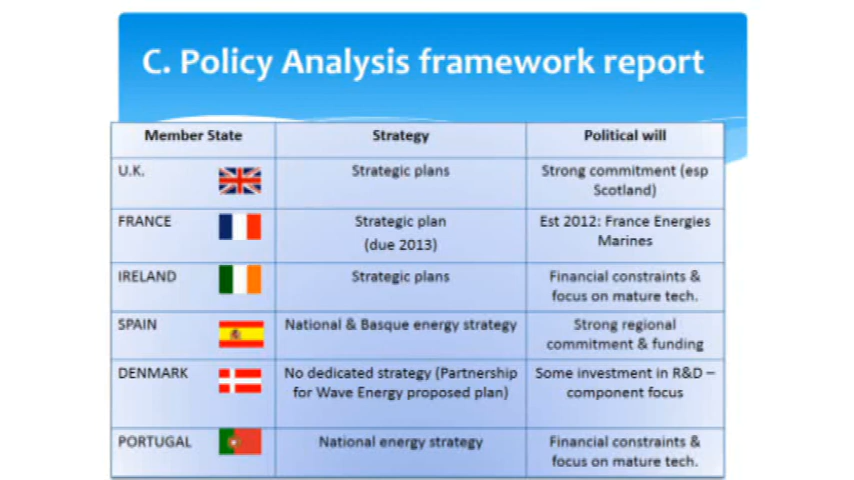 C. Policy Analysis framework report
Member State Strategy Political will
U.K. Strategic plans Strong commitment (esp
Scotland)
FRANCE Strategic plan Est 2012: France Energies
(due 2013) Marines
IRELAND Strategic plans Financial constraints &
focus on mature tech.
SPAIN National & Basque energy strategy Strong regional
commitment & funding
DENMARK No dedicated strategy (Partnership Some investment in R&D –
for Wave Energy proposed plan) component focus
PORTUGAL National energy strategy Financial constraints &
focus on mature tech.